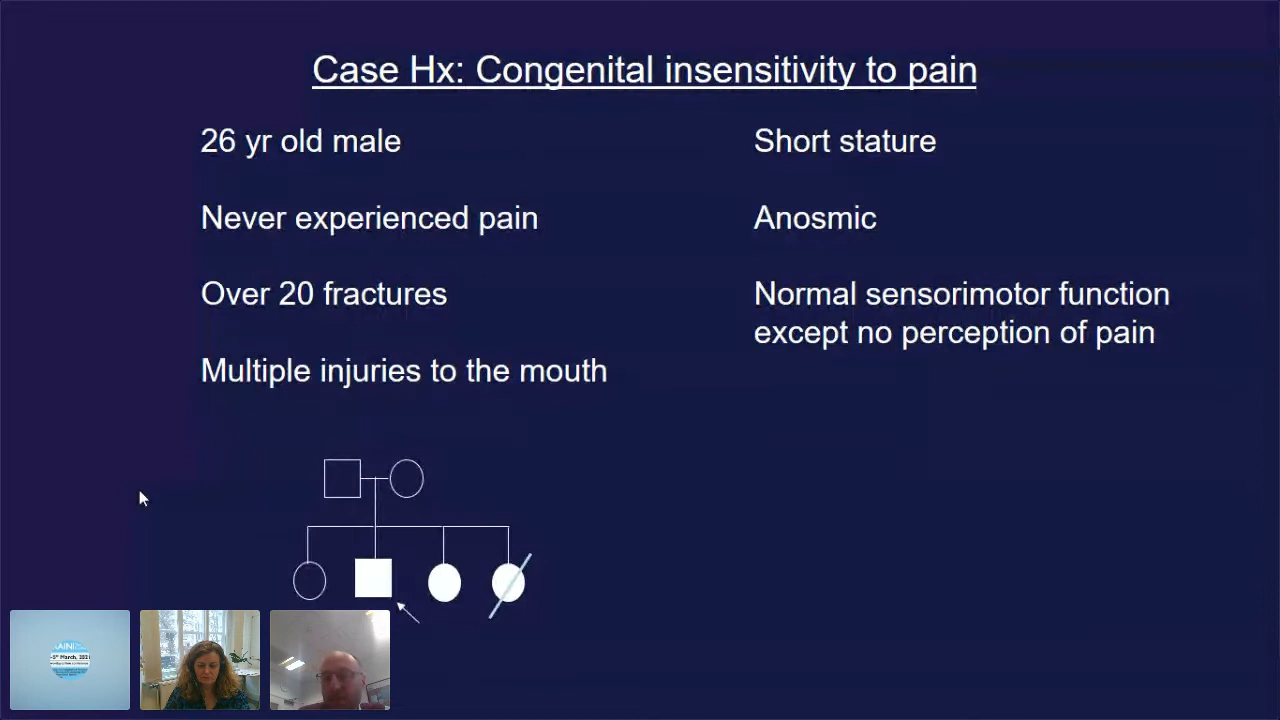 Case Hx: Congenital insensitivity to pain
26 yr old male
Never experienced pain
Over 20 fractures
Multiple injuries to the mouth
Short stature
Anosmic
Normal sensorimotor function
except no perception of pain